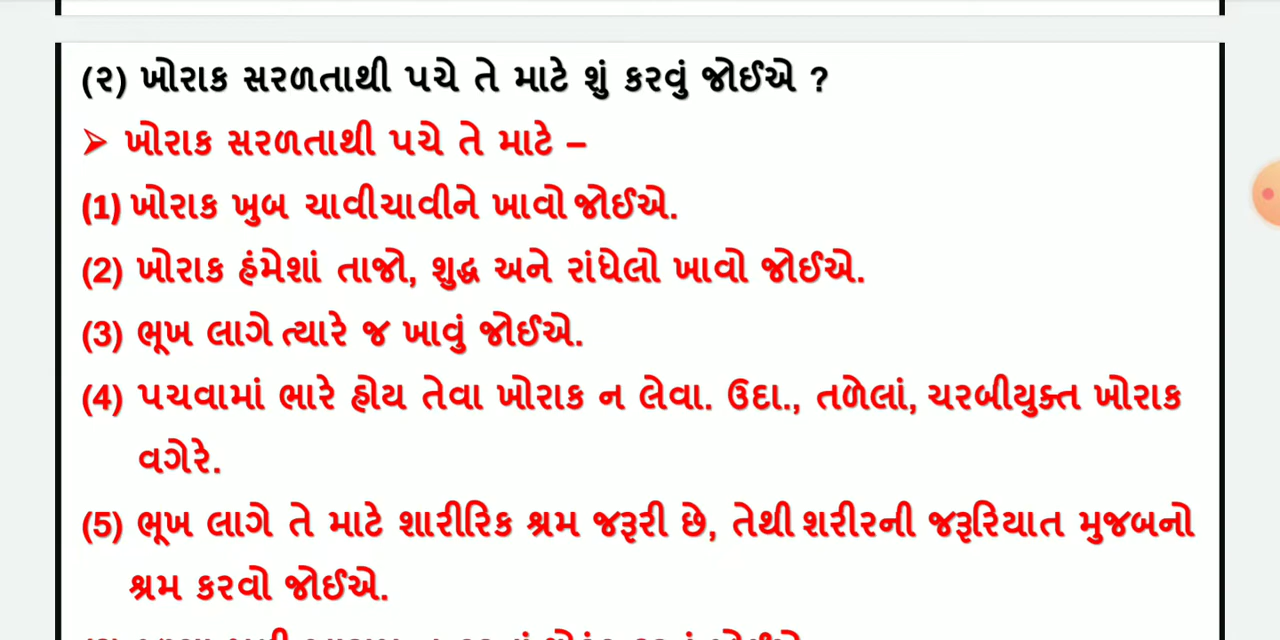 (૨) ખોરાક સરળતાથી પચે તે માટે શું કરવું જોઈએ ?
➢ ખોરાક સરળતાથી પચે તે માટે –
(1) ખોરાક ખુબ ચાવીચાવીને ખાવો જોઈએ.
(2) ખોરાક હંમેશાં તાજો, શુદ્ધ અને રાંધેલો ખાવો જોઈએ.
(3) ભૂખ લાગે ત્યારે જ ખાવું જોઈએ.
(4) પચવામાં ભારે હોય તેવા ખોરાક ન લેવા. ઉદા., તળેલાં, ચરબીયુક્ત ખોરાક
વગેરે.
(5) ભૂખ લાગે તે માટે શારીરિક શ્રમ જરૂરી છે, તેથી શરીરની જરૂરિયાત મુજબનો
શ્રમ કરવો જોઈએ.